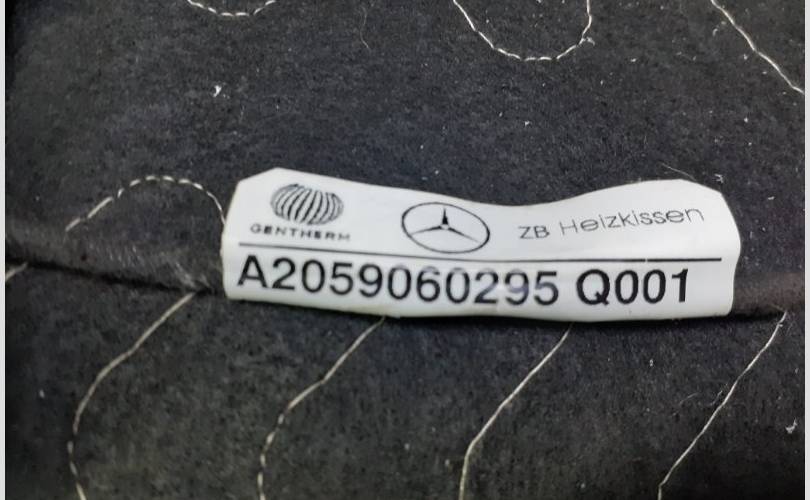 GENTHERM
ZB Heizkissen
A2059060295 Q001